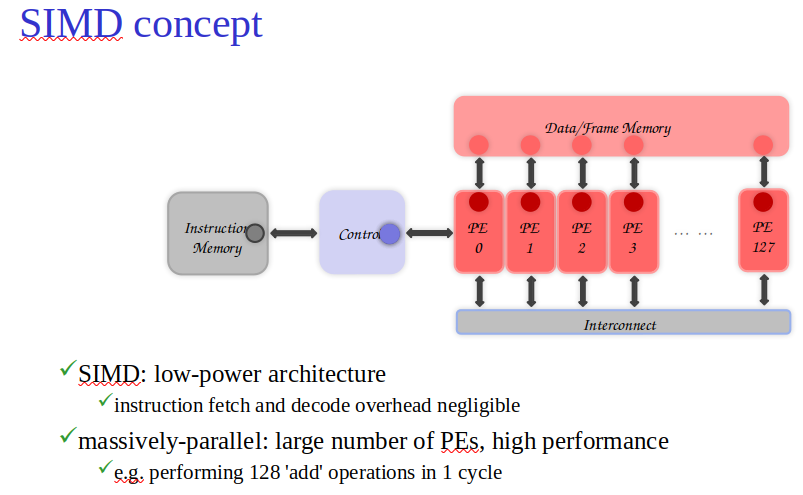 SIMD concept
Data/Frame Memory
Instruction
Memory
Control
PE
0
PE
1
PE
2
PE
3
... ...
PE
127
Interconnect
✓SIMD: low-power architecture
✓instruction fetch and decode overhead negligible
✓massively-parallel: large number of PEs, high performance
✓e.g. performing 128 'add' operations in 1 cycle